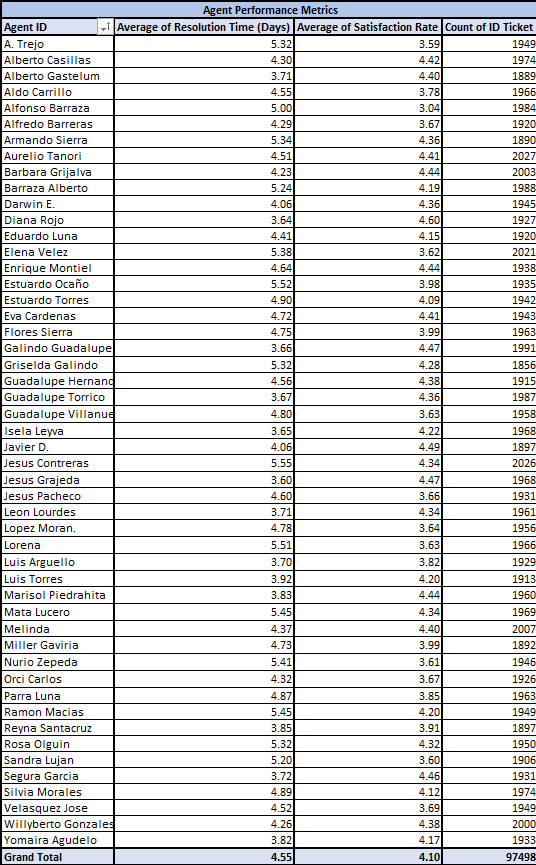 Agent Performance Metrics
Agent ID Average of Resolution Time (Days) Average of Satisfaction Rate Count of ID Ticket
A. Trejo 5.32 3.59 1949
Alberto Casillas 4.30 4.42 1974
Alberto Gastelum 3.71 4.40 1889
Aldo Carrillo 4.55 3.78 1966
Alfonso Barraza 5.00 3.04 1984
Alfredo Barreras 4.29 3.67 1920
Armando Sierra 5.34 4.36 1890
Aurelio Tanori 4.51 4.41 2027
Barbara Grijalva 4.23 4.44 2003
Barraza Alberto 5.24 4.19 1988
Darwin E. 4.06 4.36 1945
Diana Rojo 3.64 4.60 1927
Eduardo Luna 4.41 4.15 1920
Elena Velez 5.38 3.62 2021
Enrique Montiel 4.64 4.44 1938
Estuardo Ocaño 5.52 3.98 1935
Estuardo Torres 4.90 4.09 1942
Eva Cardenas 4.72 4.41 1943
Flores Sierra 4.75 3.99 1963
Galindo Guadalupe 3.66 4.47 1991
Griselda Galindo 5.32 4.28 1856
Guadalupe Hernand 4.56 4.38 1915
Guadalupe Torrico 3.67 4.36 1987
Guadalupe Villanue 4.80 3.63 1958
Isela Leyva 3.65 4.22 1968
Javier D. 4.06 4.49 1897
Jesus Contreras 5.55 4.34 2026
Jesus Grajeda 3.60 4.47 1968
Jesus Pacheco 4.60 3.66 1931
Leon Lourdes 3.71 4.34 1961
Lopez Moran. 4.78 3.64 1956
Lorena 5.51 3.63 1966
Luis Arguello 3.70 3.82 1929
Luis Torres 3.92 4.20 1913
Marisol Piedrahita 3.83 4.44 1960
Mata Lucero 5.45 4.34 1969
Melinda 4.37 4.40 2007
Miller Gaviria 4.73 3.99 1892
Nurio Zepeda 5.41 3.61 1946
Orci Carlos 4.32 3.67 1926
Parra Luna 4.87 3.85 1963
Ramon Macias 5.45 4.20 1949
Reyna Santacruz 3.85 3.91 1897
Rosa Olguin 5.32 4.32 1950
Sandra Lujan 5.20 3.60 1906
Segura Garcia 3.72 4.46 1931
Silvia Morales 4.89 4.12 1974
Velasquez Jose 4.52 3.69 1949
Willyberto Gonzales 4.26 4.38 2000
Yomaira Agudelo 3.82 4.17 1933
Grand Total 4.55 4.10 97498